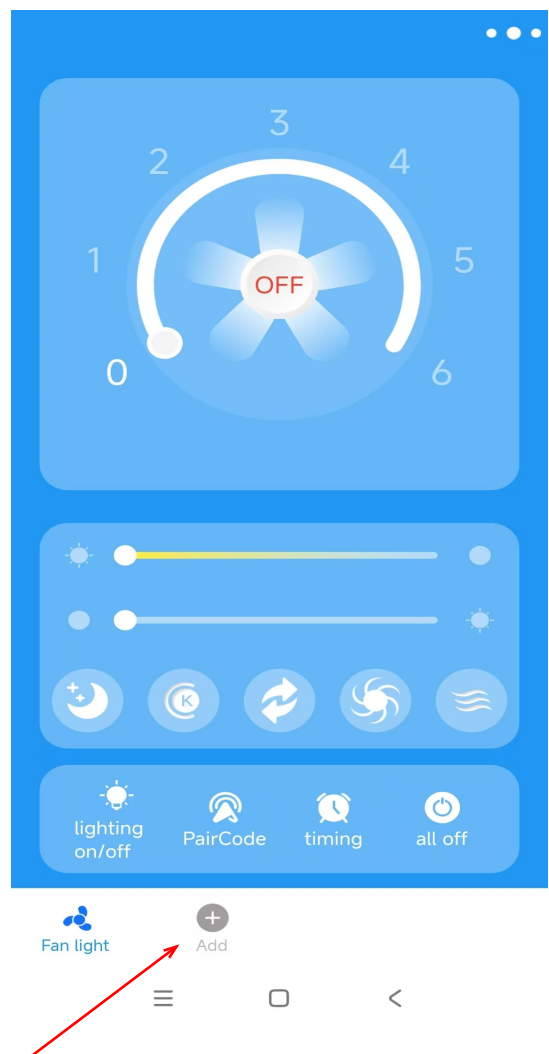 3
2
4
1
5
OFF
0
6
K
lighting
on/off
PairCode
timing
all off
Fan light
Add